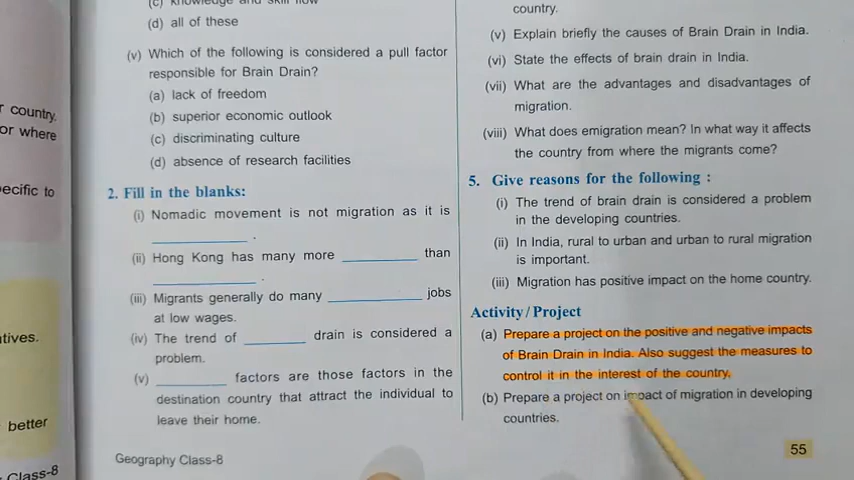 r country.
or where
ecific to
tives.
better
Class-8
(c) knowledge and skill flow
(d) all of these
(v) Which of the following is considered a pull factor
responsible for Brain Drain?
(a) lack of freedom
(b) superior economic outlook
(c) discriminating culture
(d) absence of research facilities
2. Fill in the blanks:
(i) Nomadic movement is not migration as it is
____________ .
(ii) Hong Kong has many more __________ than
_____________ .
(iii) Migrants generally do many ____________ jobs
at low wages.
(iv) The trend of ________ drain is considered a
problem.
(v) _________ factors are those factors in the
destination country that attract the individual to
leave their home.
Geography Class-8
country.
(v) Explain briefly the causes of Brain Drain in India.
(vi) State the effects of brain drain in India.
(vii) What are the advantages and disadvantages of
migration.
(viii) What does emigration mean? In what way it affects
the country from where the migrants come?
5. Give reasons for the following :
(i) The trend of brain drain is considered a problem
in the developing countries.
(ii) In India, rural to urban and urban to rural migration
is important.
(iii) Migration has positive impact on the home country.
Activity/Project
(a) Prepare a project on the positive and negative impacts
of Brain Drain in India. Also suggest the measures to
control it in the interest of the country.
(b) Prepare a project on impact of migration in developing
countries.
55